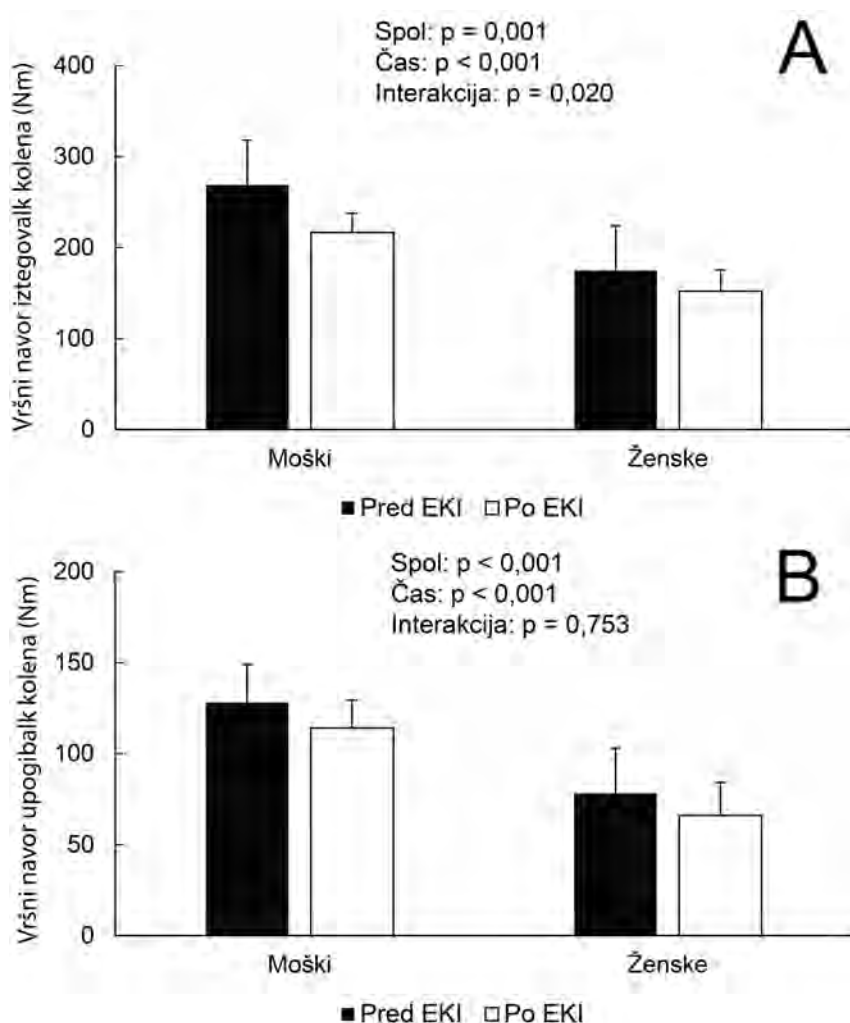 Spol: p = 0,001
Čas: p < 0,001
Interakcija: p = 0,020
A
Vršni navor iztegovalk kolena (Nm)
400
300
200
100
0
Moški Ženske
■ Pred EKI □ Po EKI
Spol: p < 0,001
Čas: p < 0,001
Interakcija: p = 0,753
B
Vršni navor upogibalk kolena (Nm)
200
150
100
50
0
Moški Ženske
■ Pred EKI □ Po EKI